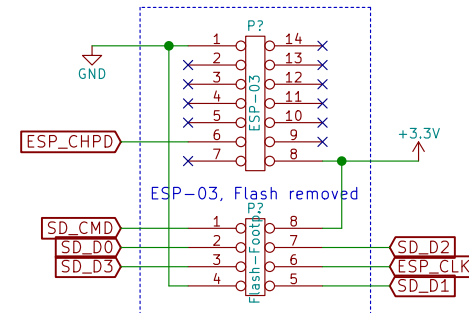 P?
1 14
2 13
3 12
4 11
5 10
6 9
7 8
ESP-03
GND
ESP_CHPD
+3.3V
ESP-03, Flash removed
P?
1 8
2 7
3 6
4 5
Flash-Footp.
SD_CMD
SD_D0
SD_D3
SD_D2
ESP_CLK
SD_D1